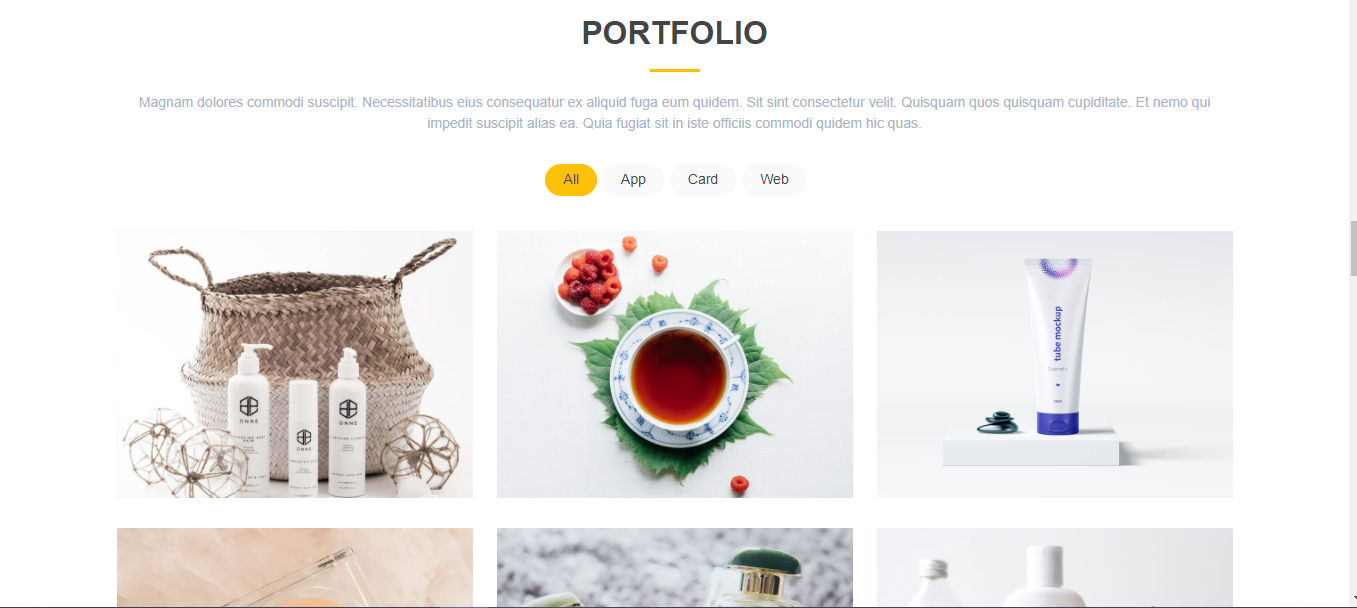 PORTFOLIO
Magnam dolores commodi suscipit. Necessitatibus eius consequatur ex aliquid fuga eum quidem. Sit sint consectetur velit. Quisquam quos quisquam cupiditate. Et nemo qui
impedit suscipit alias ea. Quia fugiat sit in iste officiis commodi quidem hic quas.
All
App
Card
Web
ONNE
ONNE
ONNE
tube mockup
Cosmetic